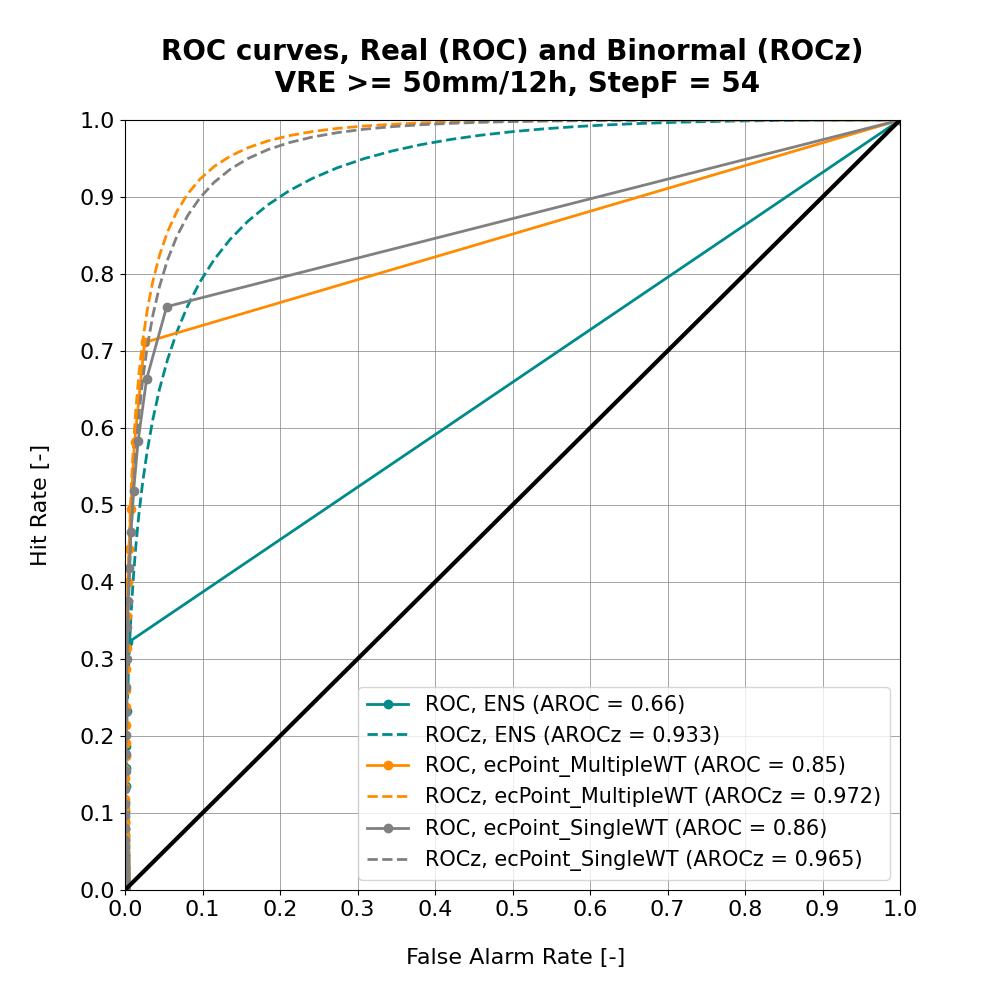 ROC curves, Real (ROC) and Binormal (ROCz)
VRE >= 50mm/12h, StepF = 54
1.0
0.9
0.8
0.7
0.6
0.5
0.4
0.3
0.2
0.1
0.0
Hit Rate [-]
ROC, ENS (AROC = 0.66)
ROCz, ENS (AROCz = 0.933)
ROC, ecPoint_MultipleWT (AROC = 0.85)
ROCz, ecPoint_MultipleWT (AROCz = 0.972)
ROC, ecPoint_SingleWT (AROC = 0.86)
ROCz, ecPoint_SingleWT (AROCz = 0.965)
0.0 0.1 0.2 0.3 0.4 0.5 0.6 0.7 0.8 0.9 1.0
False Alarm Rate [-]